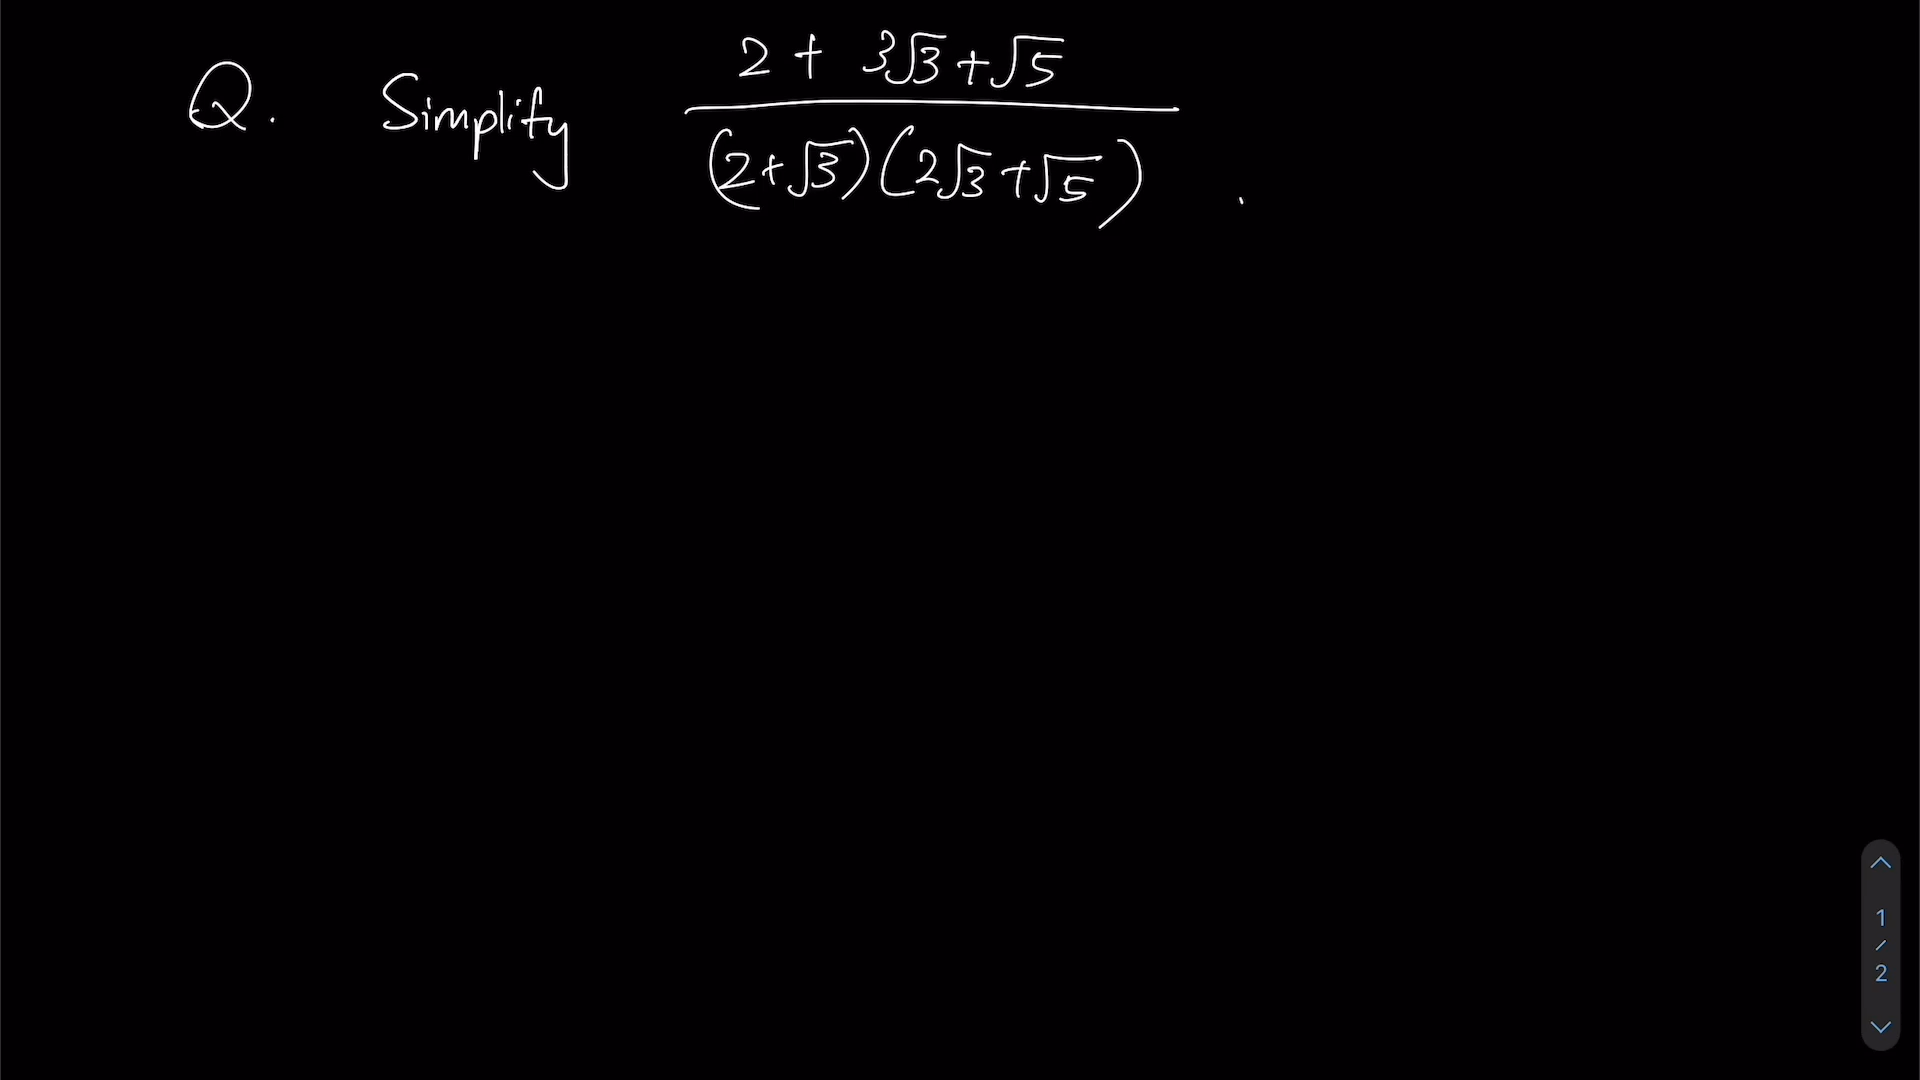 Q. Simplify (2 + 3√3 + √5) / ((2+√3)(2√3+√5)) .
1
/
2